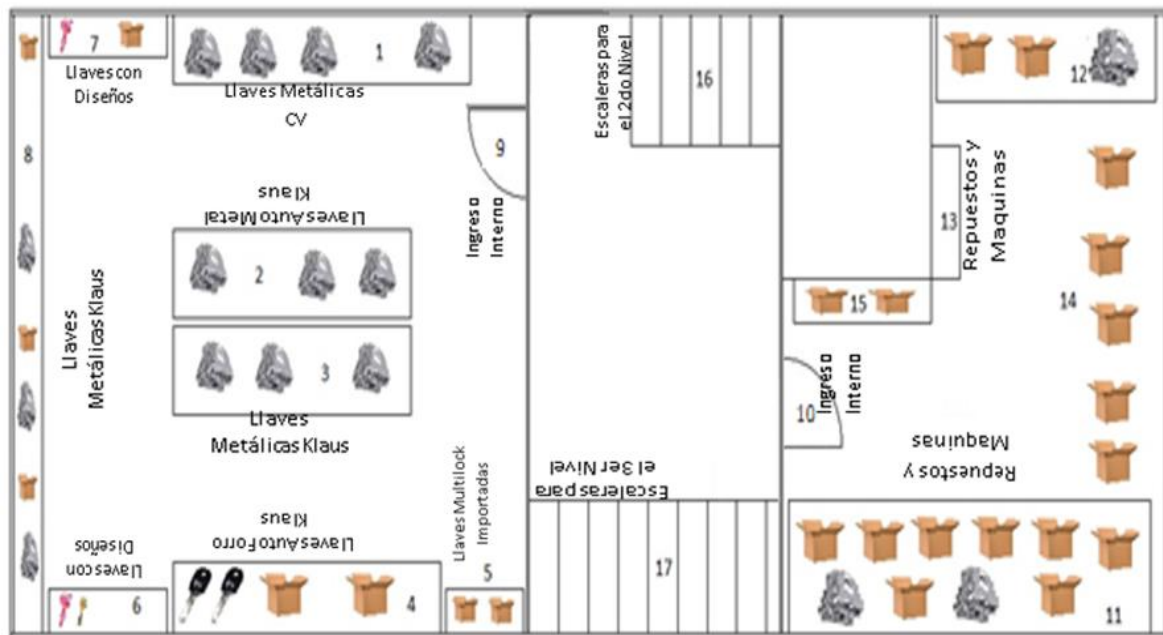 7
Llaves con
Diseños
1
Llaves Metálicas
CV
8
9
Ingreso
Interno
Llaves Auto Metal
Klaus
2
3
Llaves
Metálicas Klaus
Llaves
Metálicas Klaus
Llaves Auto Forro
Klaus
4
Llaves con
Diseños
6
Llaves Multilock
Importadas
5
Escaleras para
el 2do Nivel
16
Escaleras para
el 3er Nivel
17
12
Repuestos y
Maquinas
13
14
15
10
Ingreso
Interno
Repuestos y
Maquinas
11